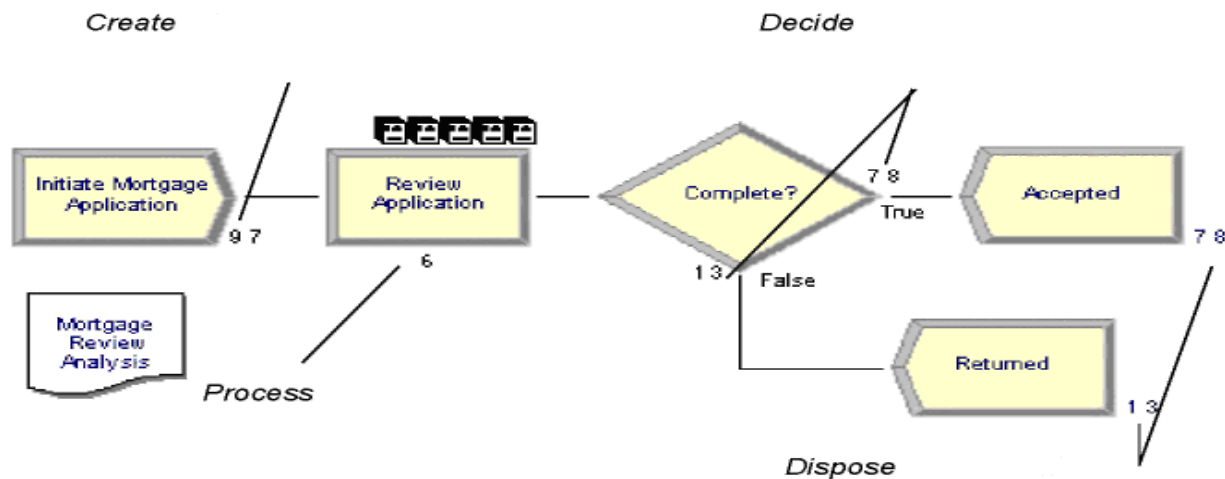 Create
Decide
Initiate Mortgage
Application
9 7
Review
Application
6
Complete?
7 8
True
1 3
False
Accepted
7 8
Mortgage
Review
Analysis
Process
Returned
1 3
Dispose